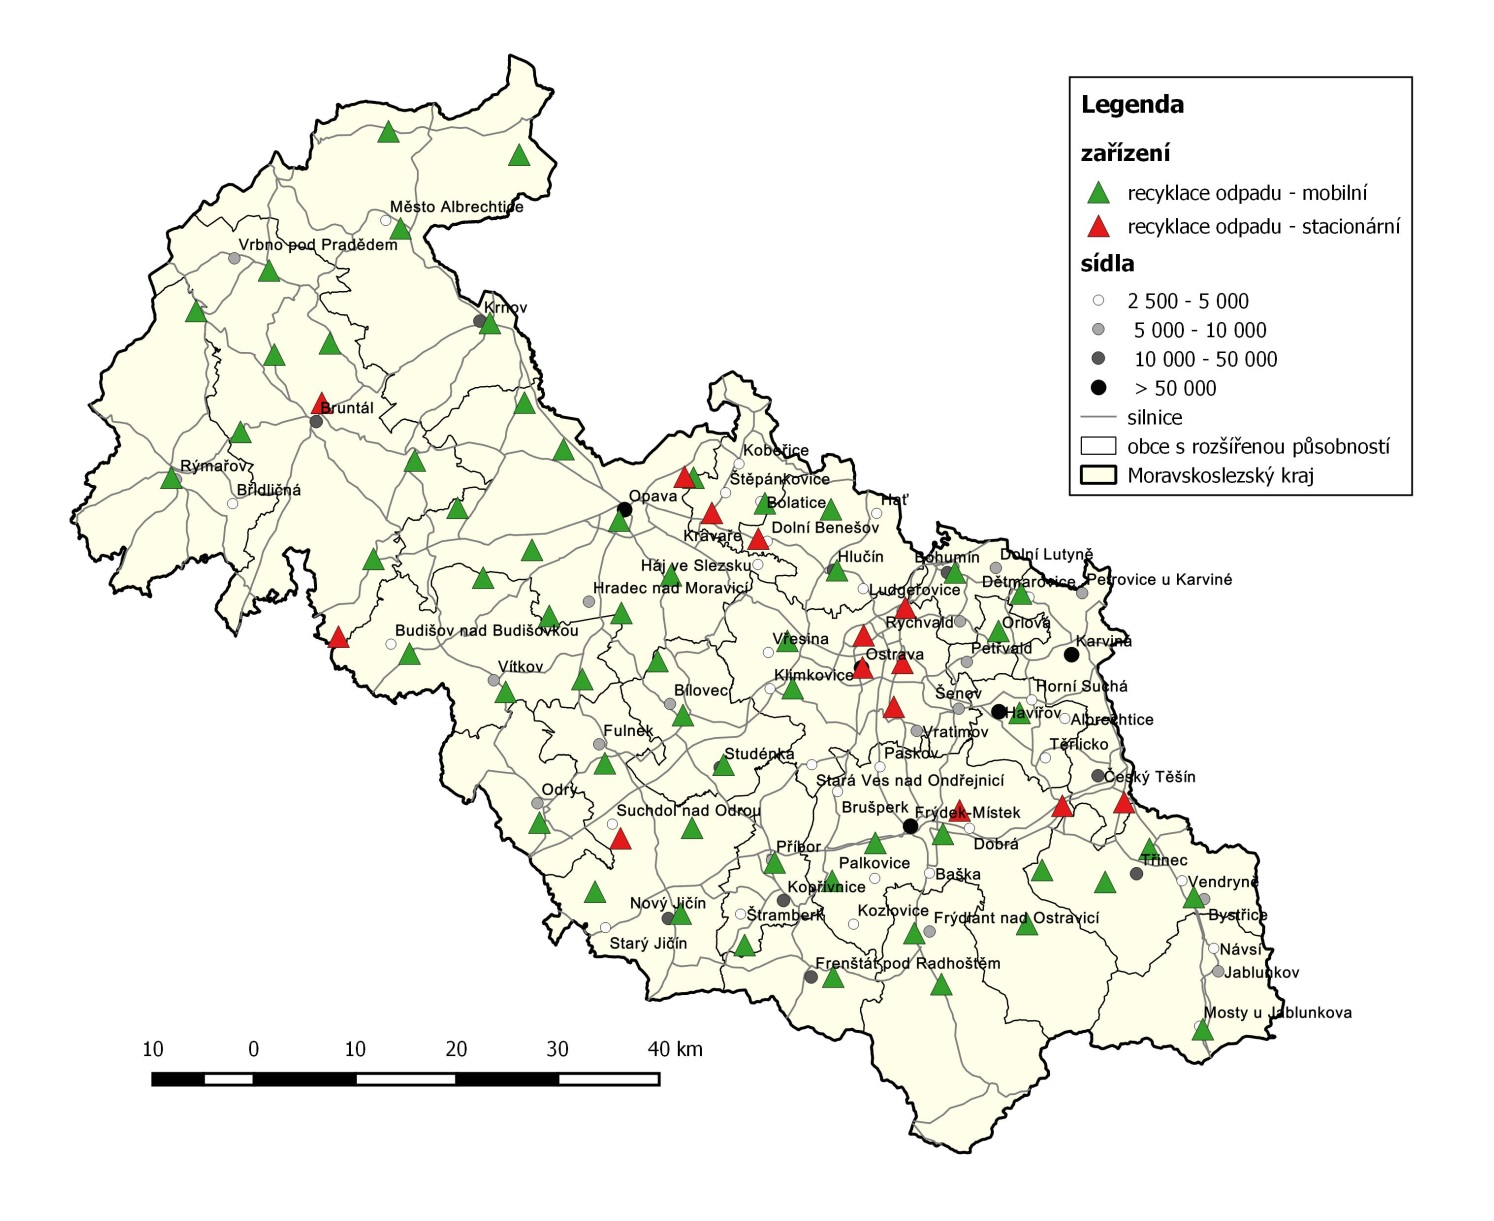 Legenda
zařízení
recyklace odpadu - mobilní
recyklace odpadu - stacionární
sídla
2 500 - 5 000
5 000 - 10 000
10 000 - 50 000
> 50 000
silnice
obce s rozšířenou působností
Moravskoslezský kraj
Město Albrechtice
Vrbno pod Pradědem
Krnov
Bruntál
Rýmařov
Břidličná
Kobeřice
Štěpánkovice
Opava
Bolatice
Hať
Kravaře
Dolní Benešov
Háj ve Slezsku
Hlučín
Bohumín
Dolní Lutyně
Hradec nad Moravicí
Ludgeřovice
Dětmarovice
Petrovice u Karviné
Rychvald
Orlová
Budišov nad Budišovkou
Vřesina
Karviná
Ostrava
Petřvald
Vítkov
Klimkovice
Bílovec
Šenov
Horní Suchá
Havířov
Albrechtice
Fulnek
Vratimov
Těrlicko
Studénka
Paskov
Stará Ves nad Ondřejnicí
Český Těšín
Odry
Suchdol nad Odrou
Brušperk
Frýdek-Místek
Příbor
Dobrá
Palkovice
Třinec
Baška
Kopřivnice
Vendryně
Nový Jičín
Štramberk
Kozlovice
Frýdlant nad Ostravicí
Bystřice
Starý Jičín
Návsí
Frenštát pod Radhoštěm
Jablunkov
Mosty u Jablunkova
10 0 10 20 30 40 km